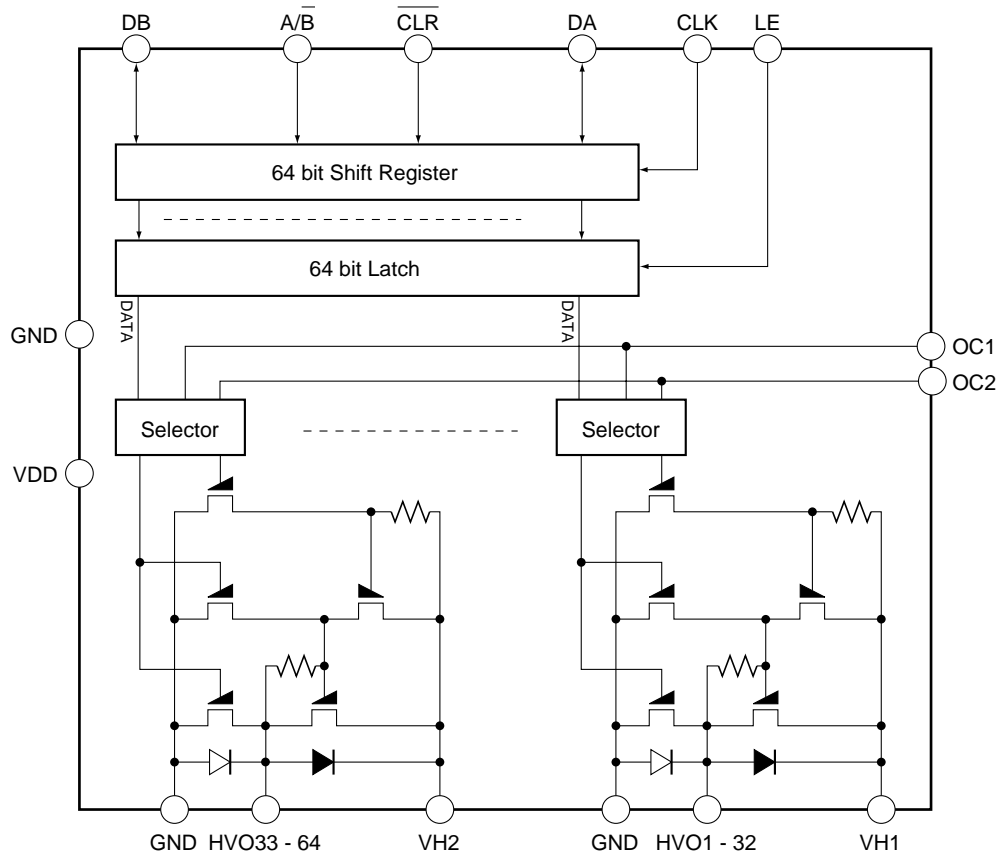 DB A/B̅ C̅L̅R̅ DA CLK LE
64 bit Shift Register
64 bit Latch
DATA DATA
GND
OC1
OC2
Selector Selector
VDD
GND HVO33 - 64 VH2 GND HVO1 - 32 VH1